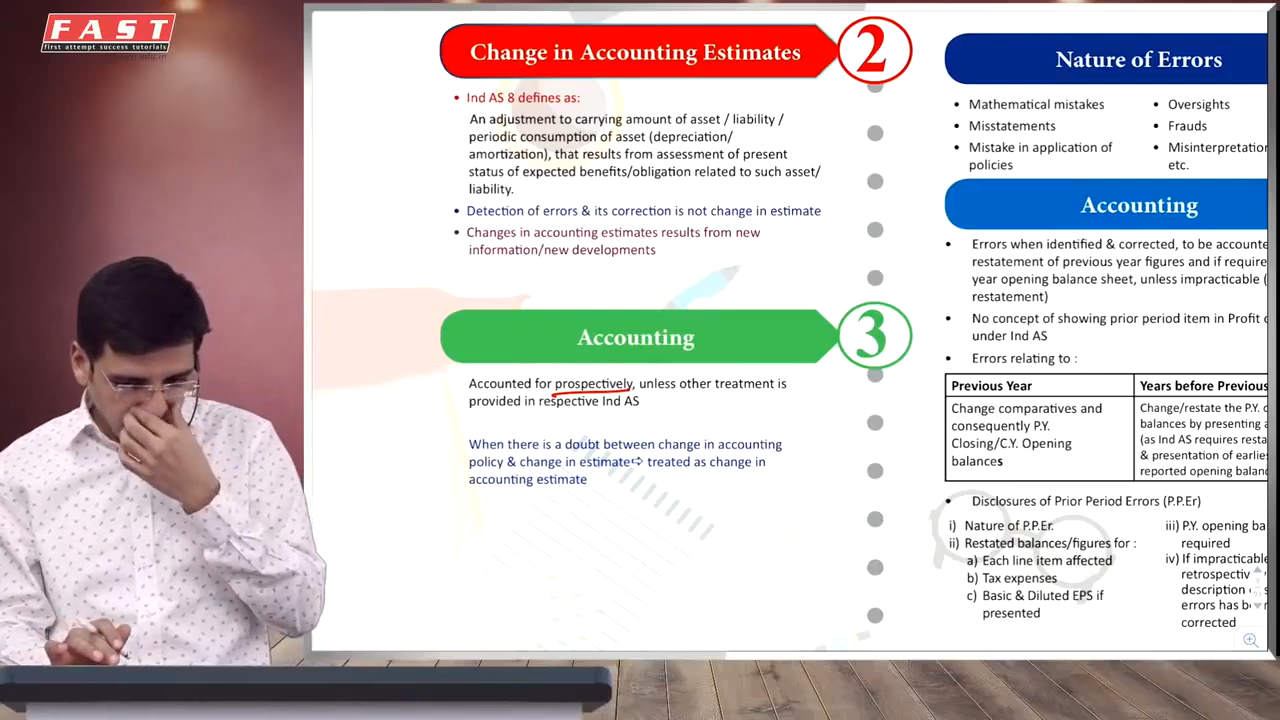 FAST
first attempt success tutorials
Change in Accounting Estimates
2
• Ind AS 8 defines as:
An adjustment to carrying amount of asset / liability /
periodic consumption of asset (depreciation/
amortization), that results from assessment of present
status of expected benefits/obligation related to such asset/
liability.
• Detection of errors & its correction is not change in estimate
• Changes in accounting estimates results from new
information/new developments
Accounting
3
Accounted for prospectively, unless other treatment is
provided in respective Ind AS
When there is a doubt between change in accounting
policy & change in estimate⇨ treated as change in
accounting estimate
Nature of Errors
• Mathematical mistakes
• Misstatements
• Mistake in application of
policies
• Oversights
• Frauds
• Misinterpretation
etc.
Accounting
• Errors when identified & corrected, to be accounte
restatement of previous year figures and if require
year opening balance sheet, unless impracticable (
restatement)
• No concept of showing prior period item in Profit
under Ind AS
• Errors relating to :
Previous Year
Change comparatives and
consequently P.Y.
Closing/C.Y. Opening
balances
Years before Previous
Change/restate the P.Y.
balances by presenting
(as Ind AS requires resta
& presentation of earlies
reported opening balan
• Disclosures of Prior Period Errors (P.P.Er)
i) Nature of P.P.Er.
ii) Restated balances/figures for :
a) Each line item affected
b) Tax expenses
c) Basic & Diluted EPS if
presented
iii) P.Y. opening ba
required
iv) If impracticable
retrospectiv
description
errors has
corrected